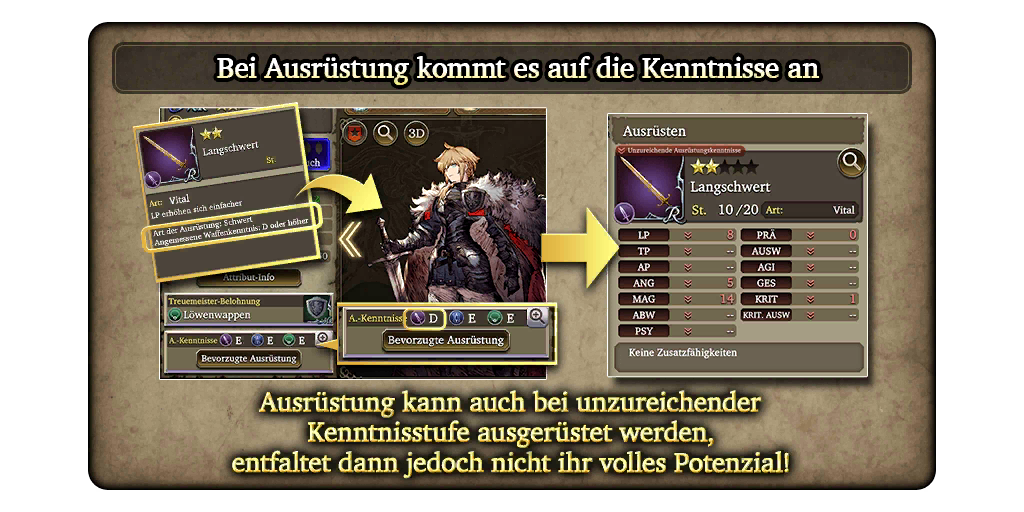 Bei Ausrüstung kommt es auf die Kenntnisse an
Langschwert
St:
R
Art: Vital
LP erhöhen sich einfacher
Art der Ausrüstung: Schwert
Angemessene Waffenkenntnis: D oder höher
3D
Attribut-Info
Treuemeister-Belohnung
Löwenwappen
A.-Kenntnisse E E E
Bevorzugte Ausrüstung
A.-Kenntnisse D E E
Bevorzugte Ausrüstung
Ausrüsten
Unzureichende Ausrüstungskenntnisse
Langschwert
R
St. 10/20 Art: Vital
LP 8 PRÄ 0
TP -- AUSW --
AP -- AGI --
ANG 5 GES --
MAG 14 KRIT 1
ABW -- KRIT. AUSW --
PSY --
Keine Zusatzfähigkeiten
Ausrüstung kann auch bei unzureichender
Kenntnisstufe ausgerüstet werden,
entfaltet dann jedoch nicht ihr volles Potenzial!